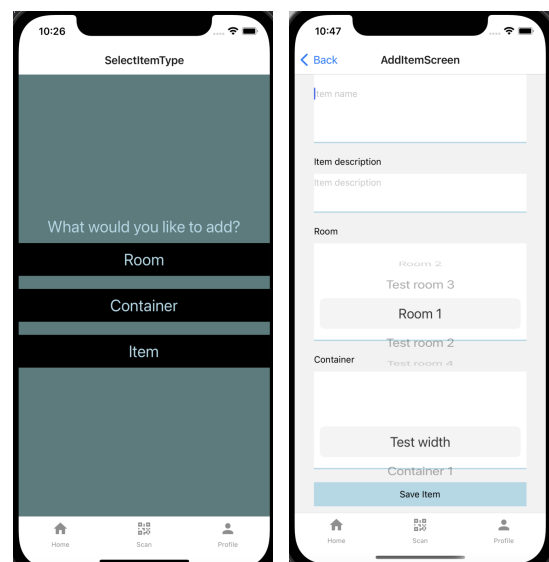 10:26
SelectItemType
What would you like to add?
Room
Container
Item
Home
Scan
Profile
10:47
Back
AddItemScreen
Item name
Item description
Item description
Room
Room 2
Test room 3
Room 1
Test room 2
Container
Test room 4
Test width
Container 1
Save Item
Home
Scan
Profile